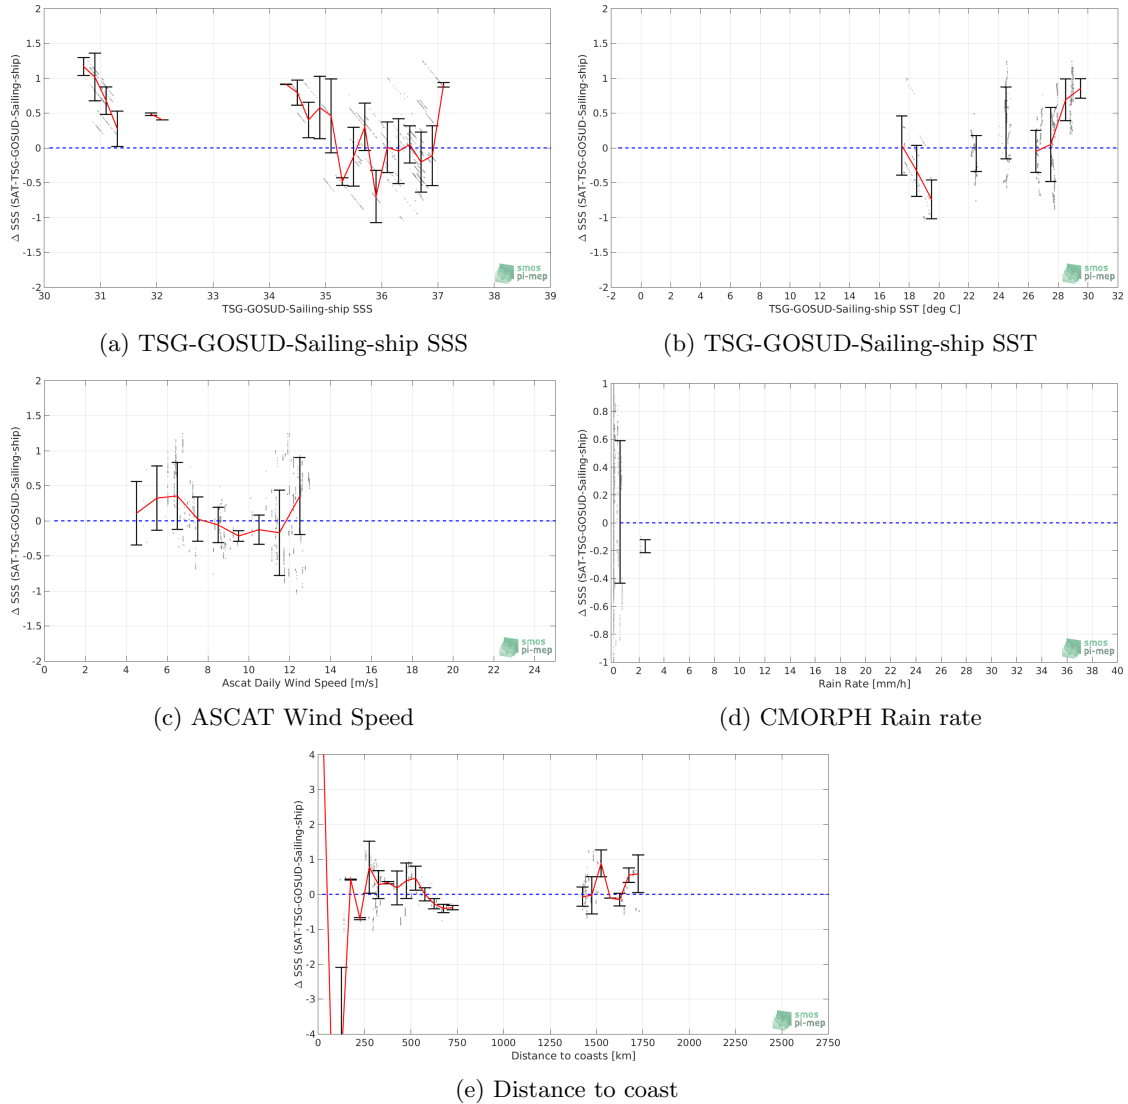 2
1.5
1
0.5
0
-0.5
-1
-1.5
-2
Δ SSS (SAT-TSG-GOSUD-Sailing-ship)
30 31 32 33 34 35 36 37 38 39
TSG-GOSUD-Sailing-ship SSS
smos
pi-mep
(a) TSG-GOSUD-Sailing-ship SSS
2
1.5
1
0.5
0
-0.5
-1
-1.5
-2
Δ SSS (SAT-TSG-GOSUD-Sailing-ship)
-2 0 2 4 6 8 10 12 14 16 18 20 22 24 26 28 30 32
TSG-GOSUD-Sailing-ship SST [deg C]
smos
pi-mep
(b) TSG-GOSUD-Sailing-ship SST
2
1.5
1
0.5
0
-0.5
-1
-1.5
-2
Δ SSS (SAT-TSG-GOSUD-Sailing-ship)
0 2 4 6 8 10 12 14 16 18 20 22 24
Ascat Daily Wind Speed [m/s]
smos
pi-mep
(c) ASCAT Wind Speed
1
0.8
0.6
0.4
0.2
0
-0.2
-0.4
-0.6
-0.8
-1
Δ SSS (SAT-TSG-GOSUD-Sailing-ship)
0 2 4 6 8 10 12 14 16 18 20 22 24 26 28 30 32 34 36 38 40
Rain Rate [mm/h]
smos
pi-mep
(d) CMORPH Rain rate
4
3
2
1
0
-1
-2
-3
-4
Δ SSS (SAT-TSG-GOSUD-Sailing-ship)
0 250 500 750 1000 1250 1500 1750 2000 2250 2500 2750
Distance to coasts [km]
smos
pi-mep
(e) Distance to coast